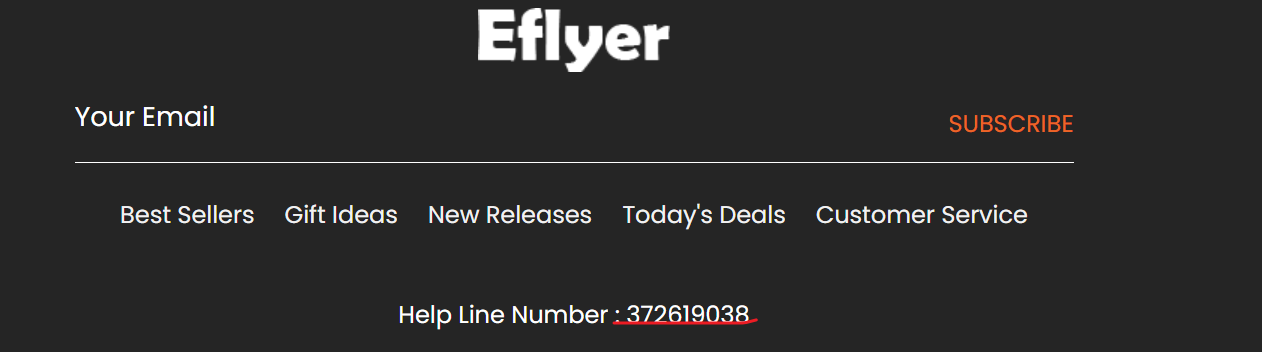 Eflyer
Your Email
SUBSCRIBE
Best Sellers Gift Ideas New Releases Today's Deals Customer Service
Help Line Number : 372619038